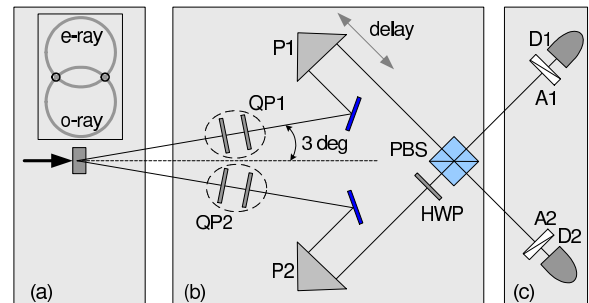 e-ray
o-ray
(a)
P1
delay
QP1
3 deg
QP2
PBS
HWP
P2
(b)
D1
A1
A2
D2
(c)